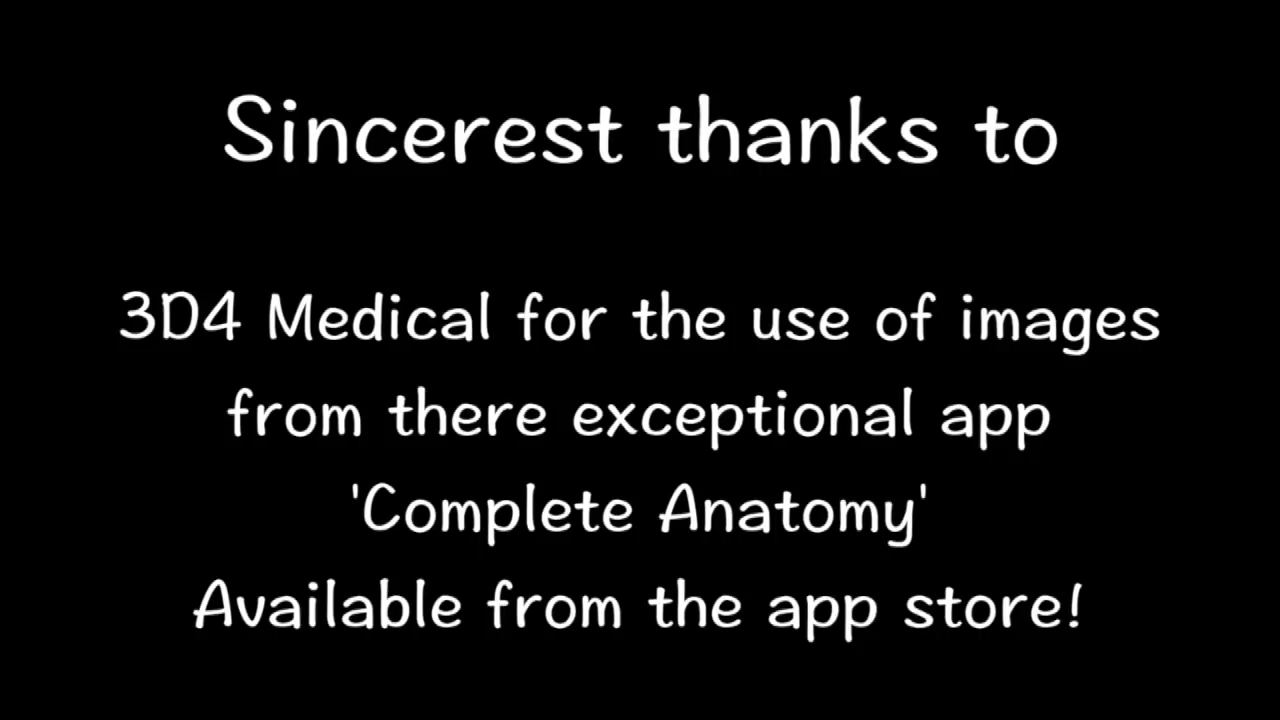 Sincerest thanks to
3D4 Medical for the use of images
from there exceptional app
'Complete Anatomy'
Available from the app store!